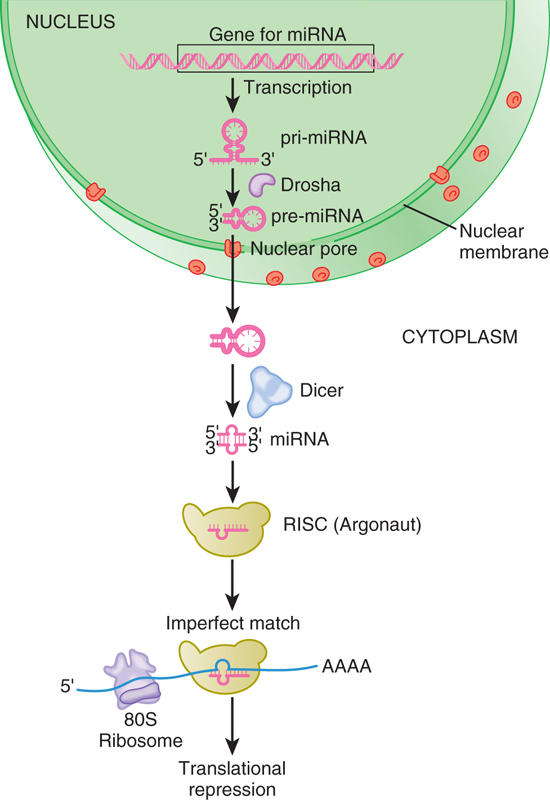 NUCLEUS
Gene for miRNA
Transcription
pri-miRNA
5' 3'
Drosha
5'
3'
pre-miRNA
Nuclear pore
Nuclear
membrane
CYTOPLASM
Dicer
5' 3'
3' 5'
miRNA
RISC (Argonaut)
Imperfect match
AAAA
5'
80S
Ribosome
Translational
repression